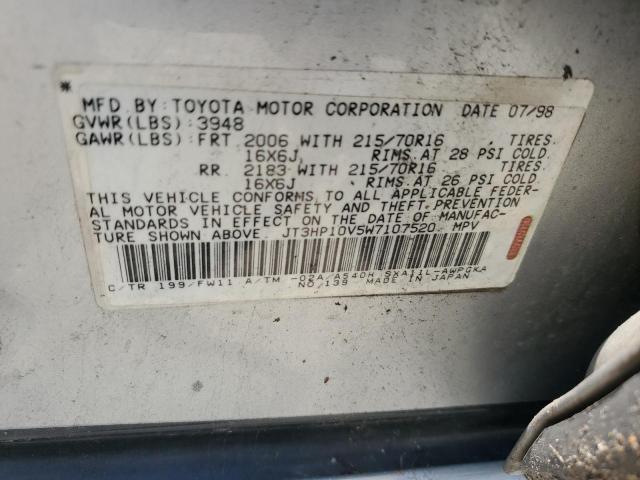 MFD BY: TOYOTA MOTOR CORPORATION DATE 07/98
GVWR(LBS):3948
GAWR(LBS): FRT. 2006 WITH 215/70R16 TIRES
16X6J, RIMS.AT 28 PSI COLD.
RR. 2183 WITH 215/70R16 TIRES
16X6J, RIMS.AT 26 PSI COLD.
THIS VEHICLE CONFORMS TO ALL APPLICABLE FEDER-
AL MOTOR VEHICLE SAFETY AND THEFT PREVENTION
STANDARDS IN EFFECT ON THE DATE OF MANUFAC-
TURE SHOWN ABOVE. JT3HP10V5W7107520. MPV
C/TR 199/FW11 A/TM -02A/A540H SXA11L-AWPGKA
NO/139 MADE IN JAPAN